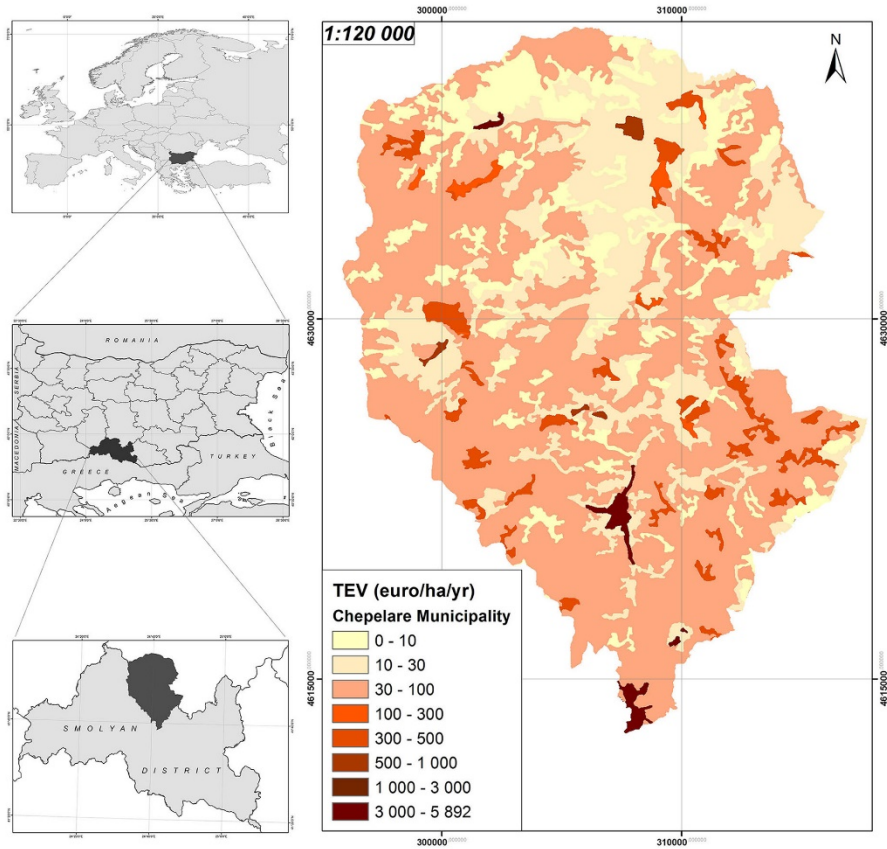 300000
310000
1:120 000
N
4630000
4630000
4615000
4615000
ROMANIA
SERBIA
MACEDONIA
Black Sea
TURKEY
GREECE
Aegean Sea
SMOLYAN
DISTRICT
TEV (euro/ha/yr)
Chepelare Municipality
0 - 10
10 - 30
30 - 100
100 - 300
300 - 500
500 - 1 000
1 000 - 3 000
3 000 - 5 892
300000
310000